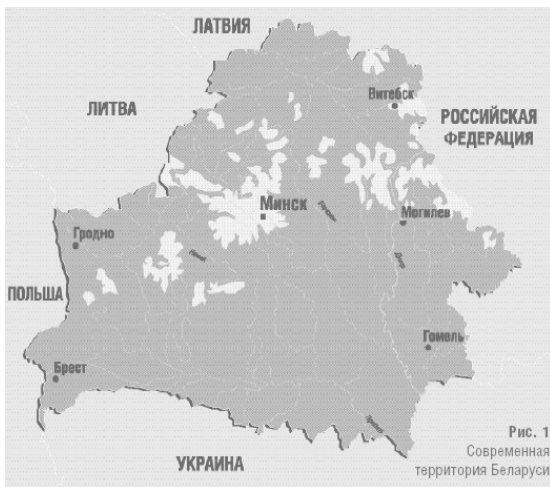 ЛАТВИЯ
ЛИТВА
Витебск
РОССИЙСКАЯ
ФЕДЕРАЦИЯ
Минск
Могилев
Гродно
ПОЛЬША
Гомель
Брест
УКРАИНА
Рис. 1
Современная
территория Беларуси